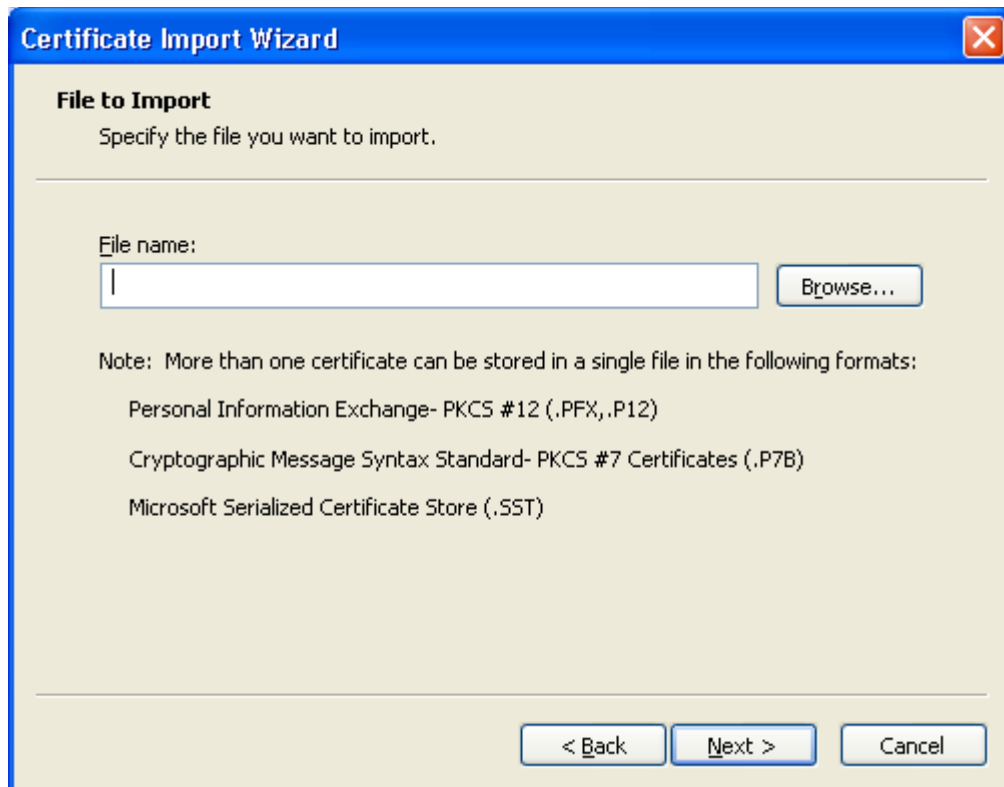 Certificate Import Wizard
File to Import
Specify the file you want to import.
File name:
Browse...
Note: More than one certificate can be stored in a single file in the following formats:
Personal Information Exchange- PKCS #12 (.PFX,.P12)
Cryptographic Message Syntax Standard- PKCS #7 Certificates (.P7B)
Microsoft Serialized Certificate Store (.SST)
< Back Next > Cancel